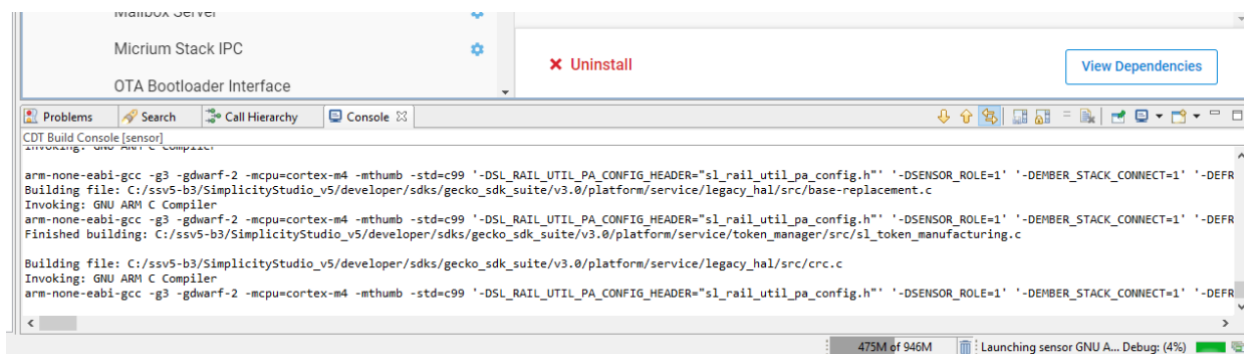 Mailbox Server
Micrium Stack IPC
OTA Bootloader Interface
Uninstall
View Dependencies
Problems Search Call Hierarchy Console
CDT Build Console [sensor]
Invoking: GNU ARM C Compiler
arm-none-eabi-gcc -g3 -gdwarf-2 -mcpu=cortex-m4 -mthumb -std=c99 '-DSL_RAIL_UTIL_PA_CONFIG_HEADER="sl_rail_util_pa_config.h"' '-DSENSOR_ROLE=1' '-DEMBER_STACK_CONNECT=1' '-DEFR
Building file: C:/ssv5-b3/SimplicityStudio_v5/developer/sdks/gecko_sdk_suite/v3.0/platform/service/legacy_hal/src/base-replacement.c
Invoking: GNU ARM C Compiler
arm-none-eabi-gcc -g3 -gdwarf-2 -mcpu=cortex-m4 -mthumb -std=c99 '-DSL_RAIL_UTIL_PA_CONFIG_HEADER="sl_rail_util_pa_config.h"' '-DSENSOR_ROLE=1' '-DEMBER_STACK_CONNECT=1' '-DEFR
Finished building: C:/ssv5-b3/SimplicityStudio_v5/developer/sdks/gecko_sdk_suite/v3.0/platform/service/token_manager/src/sl_token_manufacturing.c
Building file: C:/ssv5-b3/SimplicityStudio_v5/developer/sdks/gecko_sdk_suite/v3.0/platform/service/legacy_hal/src/crc.c
Invoking: GNU ARM C Compiler
arm-none-eabi-gcc -g3 -gdwarf-2 -mcpu=cortex-m4 -mthumb -std=c99 '-DSL_RAIL_UTIL_PA_CONFIG_HEADER="sl_rail_util_pa_config.h"' '-DSENSOR_ROLE=1' '-DEMBER_STACK_CONNECT=1' '-DEFR
475M of 946M Launching sensor GNU A... Debug: (4%)